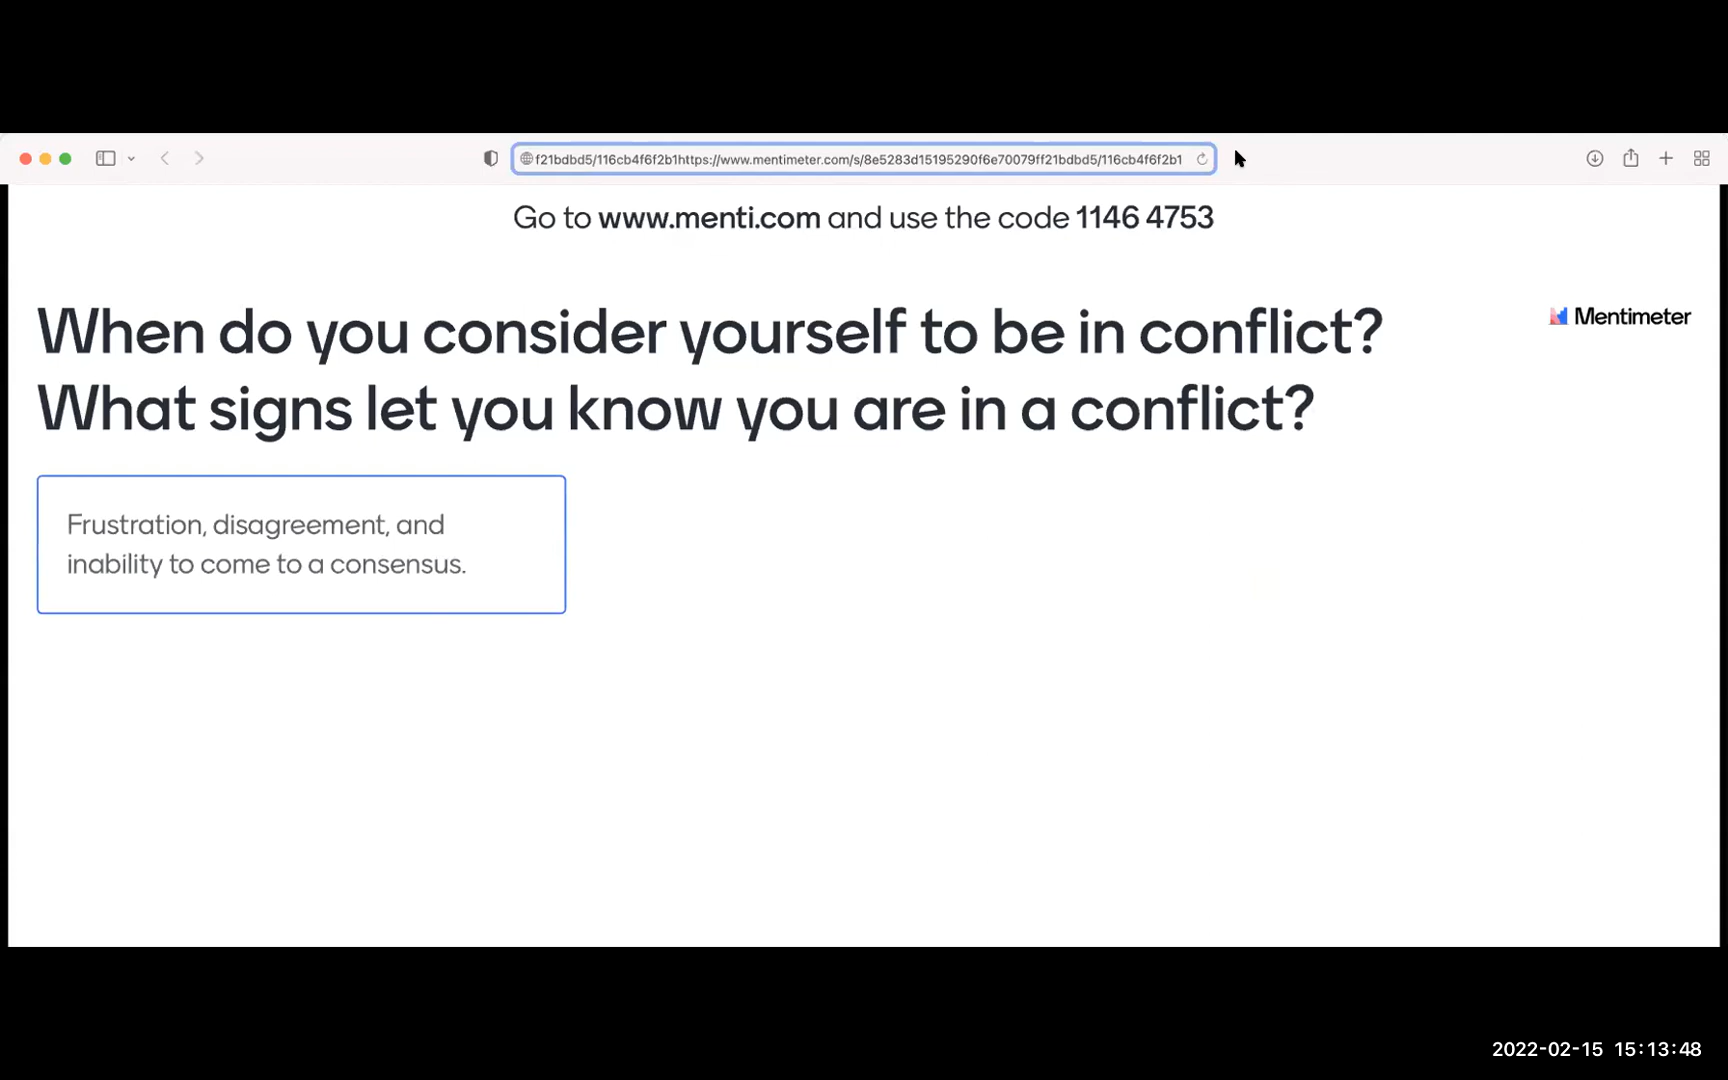 f21bdbd5/116cb4f6f2b1https://www.mentimeter.com/s/8e5283d15195290f6e70079ff21bdbd5/116cb4f6f2b1
Go to www.menti.com and use the code 1146 4753
When do you consider yourself to be in conflict?
What signs let you know you are in a conflict?
Mentimeter
Frustration, disagreement, and
inability to come to a consensus.
2022-02-15 15:13:48